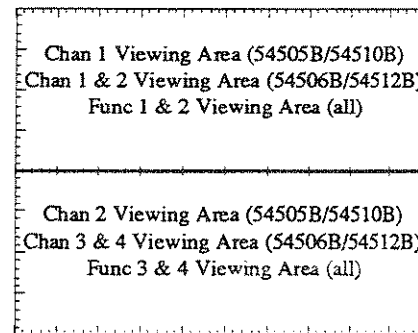 Chan 1 Viewing Area (54505B/54510B)
Chan 1 & 2 Viewing Area (54506B/54512B)
Func 1 & 2 Viewing Area (all)
Chan 2 Viewing Area (54505B/54510B)
Chan 3 & 4 Viewing Area (54506B/54512B)
Func 3 & 4 Viewing Area (all)